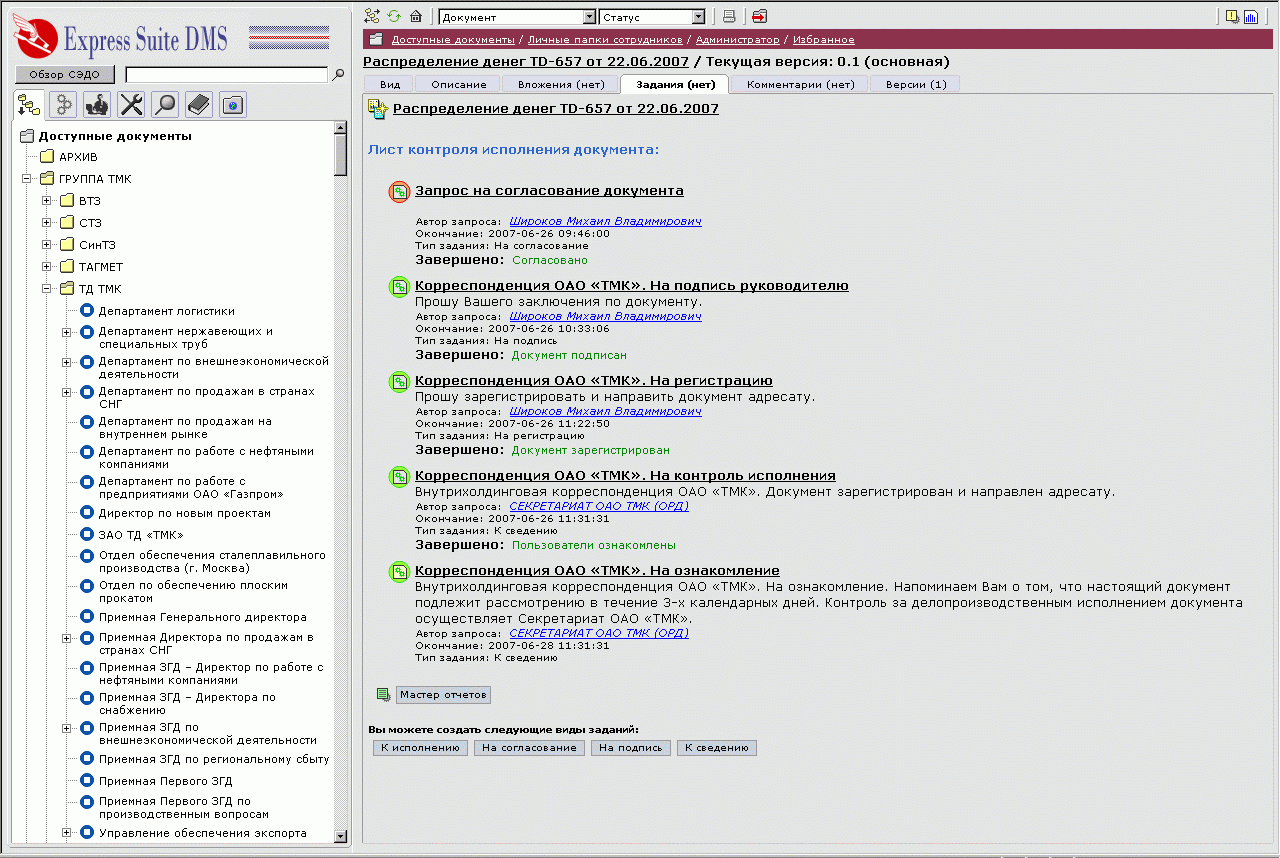 Express Suite DMS
Обзор СЭДО
Доступные документы
АРХИВ
ГРУППА ТМК
ВТЗ
СТЗ
СинТЗ
ТАГМЕТ
ТД ТМК
Департамент логистики
Департамент нержавеющих и
специальных труб
Департамент по внешнеэкономической
деятельности
Департамент по продажам в странах
СНГ
Департамент по продажам на
внутреннем рынке
Департамент по работе с нефтяными
компаниями
Департамент по работе с
предприятиями ОАО «Газпром»
Директор по новым проектам
ЗАО ТД «ТМК»
Отдел обеспечения сталеплавильного
производства (г. Москва)
Отдел по обеспечению плоским
прокатом
Приемная Генерального директора
Приемная Директора по продажам в
странах СНГ
Приемная ЗГД – Директор по работе с
нефтяными компаниями
Приемная ЗГД – Директора по
снабжению
Приемная ЗГД по
внешнеэкономической деятельности
Приемная ЗГД по региональному сбыту
Приемная Первого ЗГД
Приемная Первого ЗГД по
производственным вопросам
Управление обеспечения экспорта
Документ Статус
Доступные документы / Личные папки сотрудников / Администратор / Избранное
Распределение денег TD-657 от 22.06.2007 / Текущая версия: 0.1 (основная)
Вид Описание Вложения (нет) Задания (нет) Комментарии (нет) Версии (1)
Распределение денег TD-657 от 22.06.2007
Лист контроля исполнения документа:
Запрос на согласование документа
Автор запроса: Широков Михаил Владимирович
Окончание: 2007-06-26 09:46:00
Тип задания: На согласование
Завершено: Согласовано
Корреспонденция ОАО «ТМК». На подпись руководителю
Прошу Вашего заключения по документу.
Автор запроса: Широков Михаил Владимирович
Окончание: 2007-06-26 10:33:06
Тип задания: На подпись
Завершено: Документ подписан
Корреспонденция ОАО «ТМК». На регистрацию
Прошу зарегистрировать и направить документ адресату.
Автор запроса: Широков Михаил Владимирович
Окончание: 2007-06-26 11:22:50
Тип задания: На регистрацию
Завершено: Документ зарегистрирован
Корреспонденция ОАО «ТМК». На контроль исполнения
Внутрихолдинговая корреспонденция ОАО «ТМК». Документ зарегистрирован и направлен адресату.
Автор запроса: СЕКРЕТАРИАТ ОАО ТМК (ОРД)
Окончание: 2007-06-26 11:31:31
Тип задания: К сведению
Завершено: Пользователи ознакомлены
Корреспонденция ОАО «ТМК». На ознакомление
Внутрихолдинговая корреспонденция ОАО «ТМК». На ознакомление. Напоминаем Вам о том, что настоящий документ
подлежит рассмотрению в течение 3-х календарных дней. Контроль за делопроизводственным исполнением документа
осуществляет Секретариат ОАО «ТМК».
Автор запроса: СЕКРЕТАРИАТ ОАО ТМК (ОРД)
Окончание: 2007-06-28 11:31:31
Тип задания: К сведению
Мастер отчетов
Вы можете создать следующие виды заданий:
К исполнению На согласование На подпись К сведению